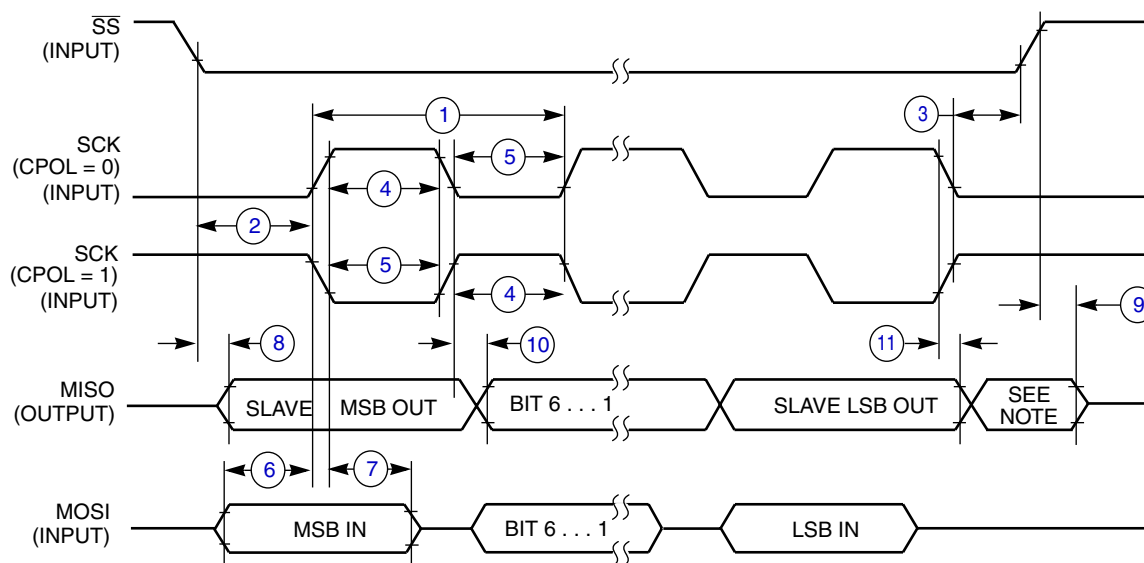 SS
(INPUT)
1
3
SCK
(CPOL = 0)
(INPUT)
5
4
2
SCK
(CPOL = 1)
(INPUT)
5
4
9
8
10
11
MISO
(OUTPUT)
SLAVE MSB OUT
BIT 6 . . . 1
SLAVE LSB OUT
SEE
NOTE
6
7
MOSI
(INPUT)
MSB IN
BIT 6 . . . 1
LSB IN